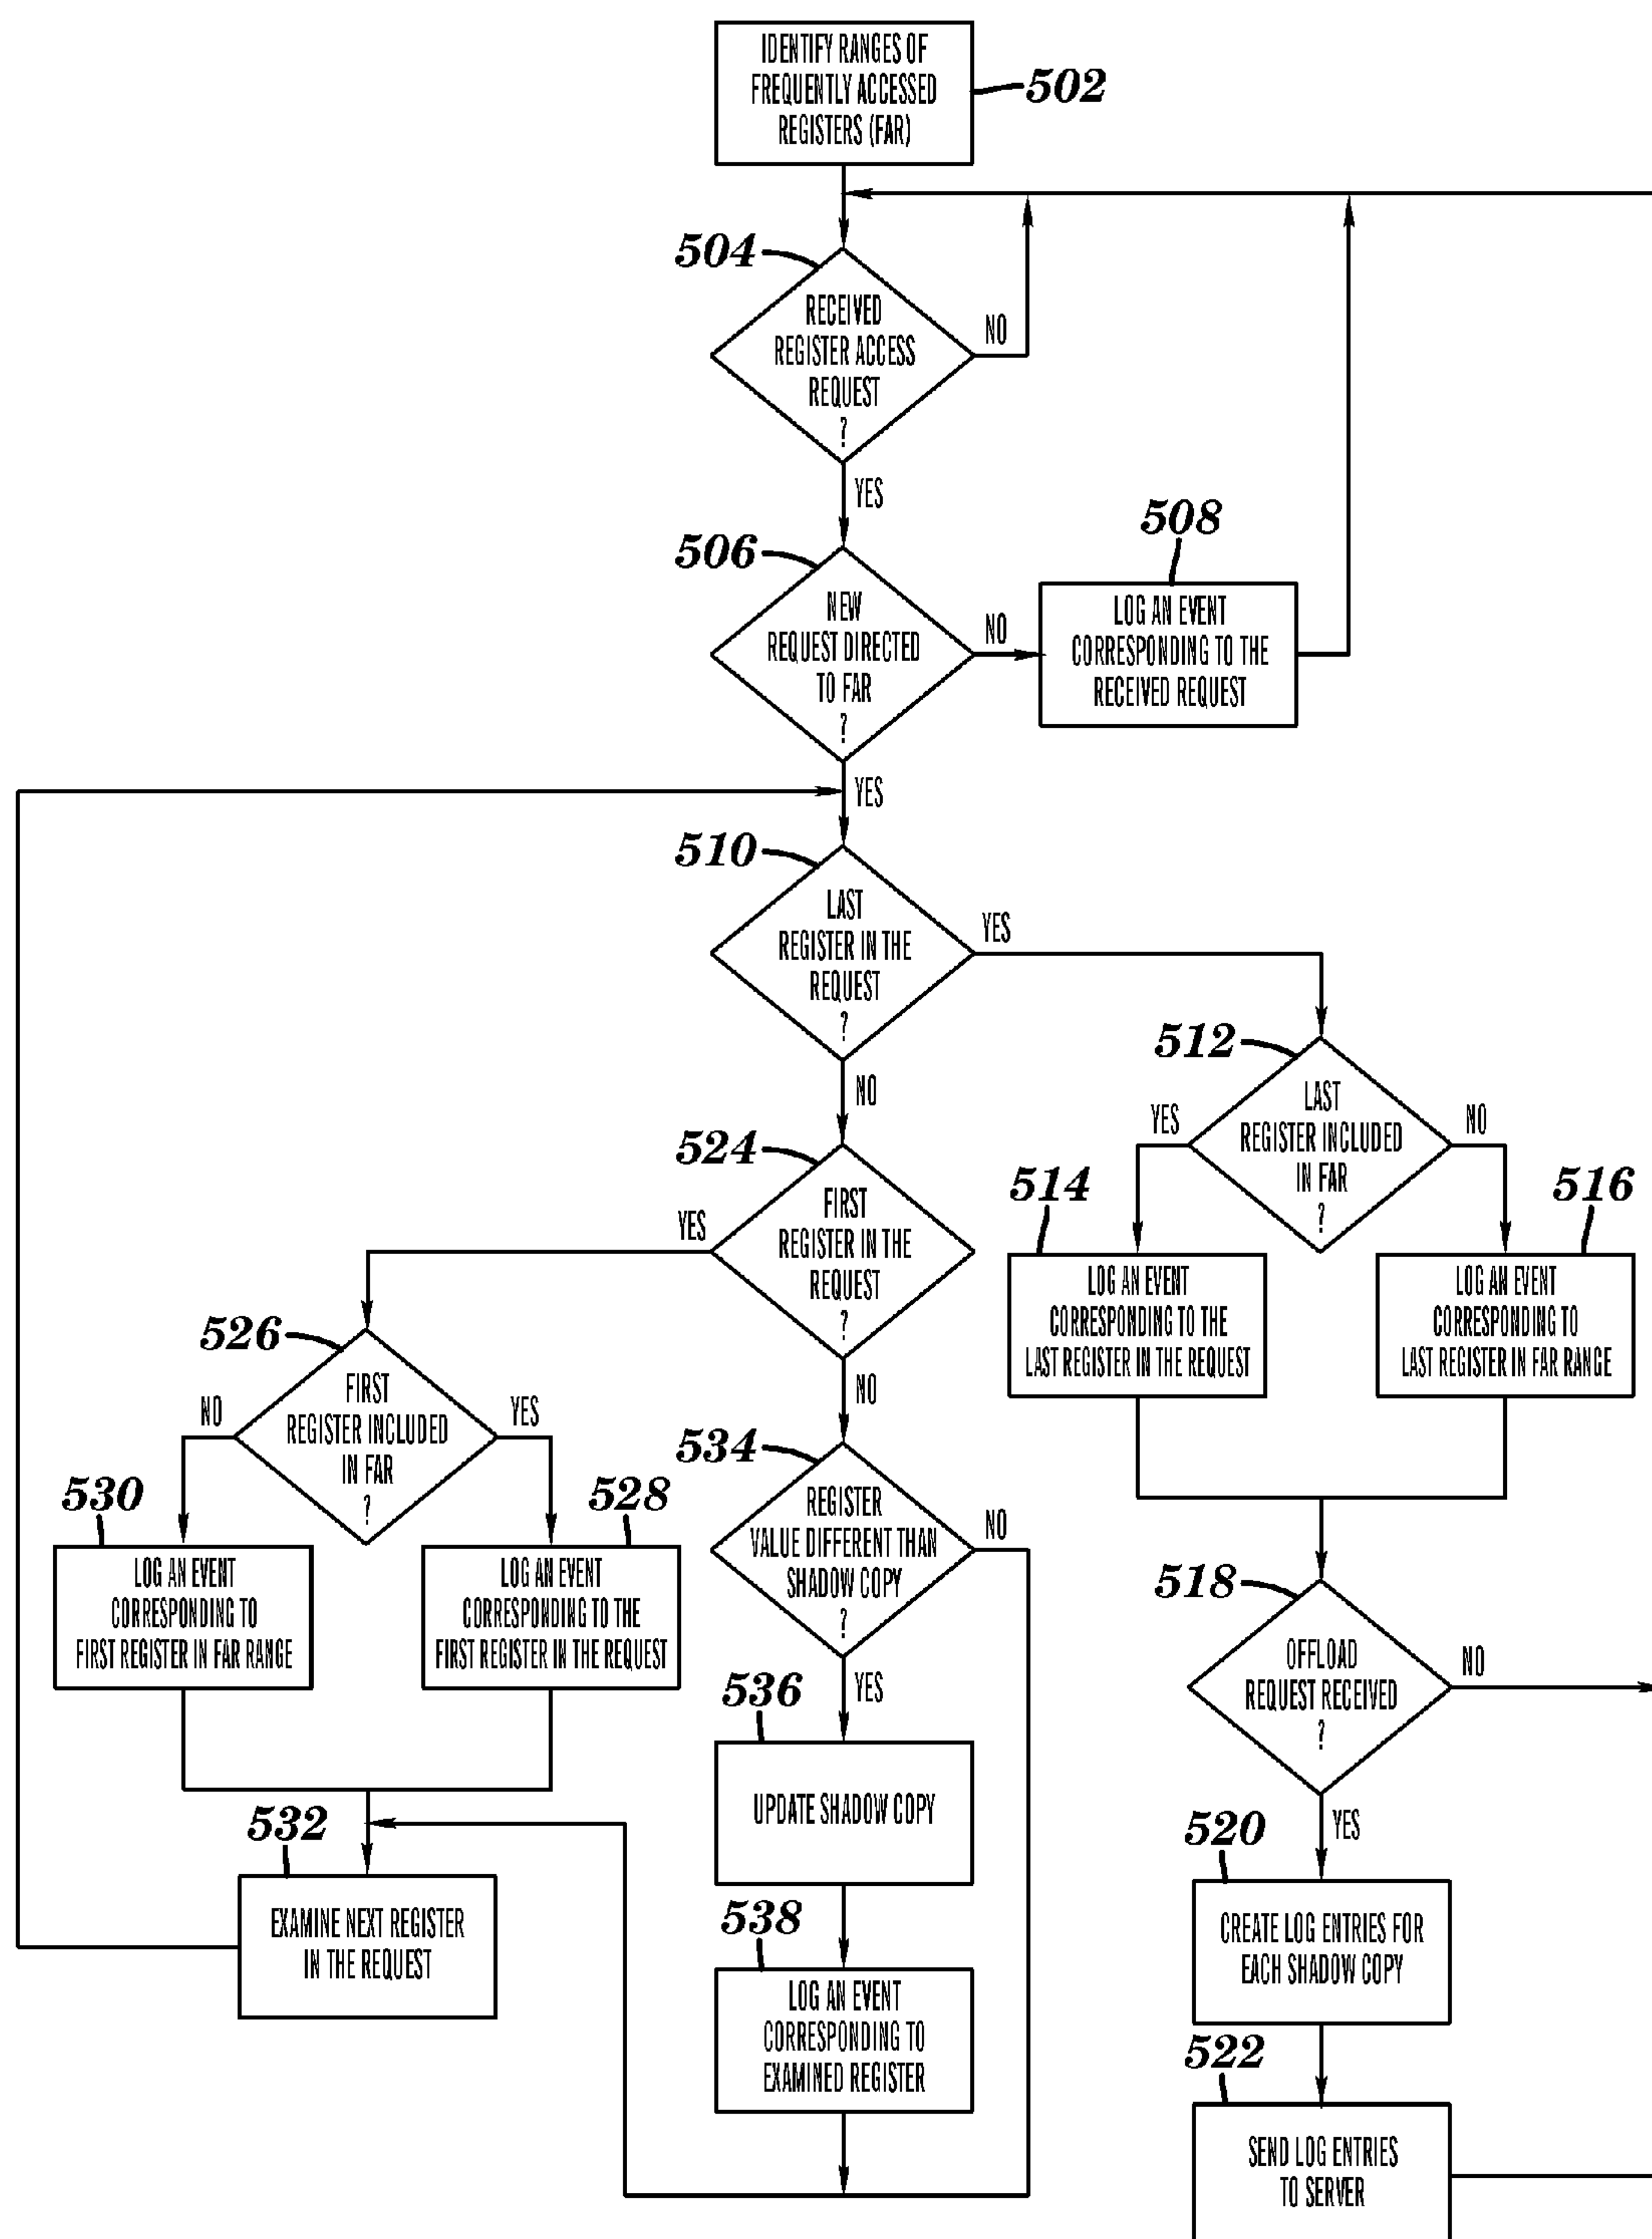 IDENTIFY RANGES OF
FREQUENTLY ACCESSED
REGISTERS (FAR)
502
504
RECEIVED
REGISTER ACCESS
REQUEST
?
NO
YES
506
NEW
REQUEST DIRECTED
TO FAR
?
NO
508
LOG AN EVENT
CORRESPONDING TO THE
RECEIVED REQUEST
YES
510
LAST
REGISTER IN THE
REQUEST
?
YES
NO
512
LAST
REGISTER INCLUDED
IN FAR
?
YES
NO
514
LOG AN EVENT
CORRESPONDING TO THE
LAST REGISTER IN THE REQUEST
516
LOG AN EVENT
CORRESPONDING TO
LAST REGISTER IN FAR RANGE
524
FIRST
REGISTER IN THE
REQUEST
?
YES
NO
526
FIRST
REGISTER INCLUDED
IN FAR
?
NO
YES
530
LOG AN EVENT
CORRESPONDING TO
FIRST REGISTER IN FAR RANGE
528
LOG AN EVENT
CORRESPONDING TO THE
FIRST REGISTER IN THE REQUEST
534
REGISTER
VALUE DIFFERENT THAN
SHADOW COPY
?
NO
YES
518
OFFLOAD
REQUEST RECEIVED
?
NO
YES
536
UPDATE SHADOW COPY
532
EXAMINE NEXT REGISTER
IN THE REQUEST
538
LOG AN EVENT
CORRESPONDING TO
EXAMINED REGISTER
520
CREATE LOG ENTRIES FOR
EACH SHADOW COPY
522
SEND LOG ENTRIES
TO SERVER